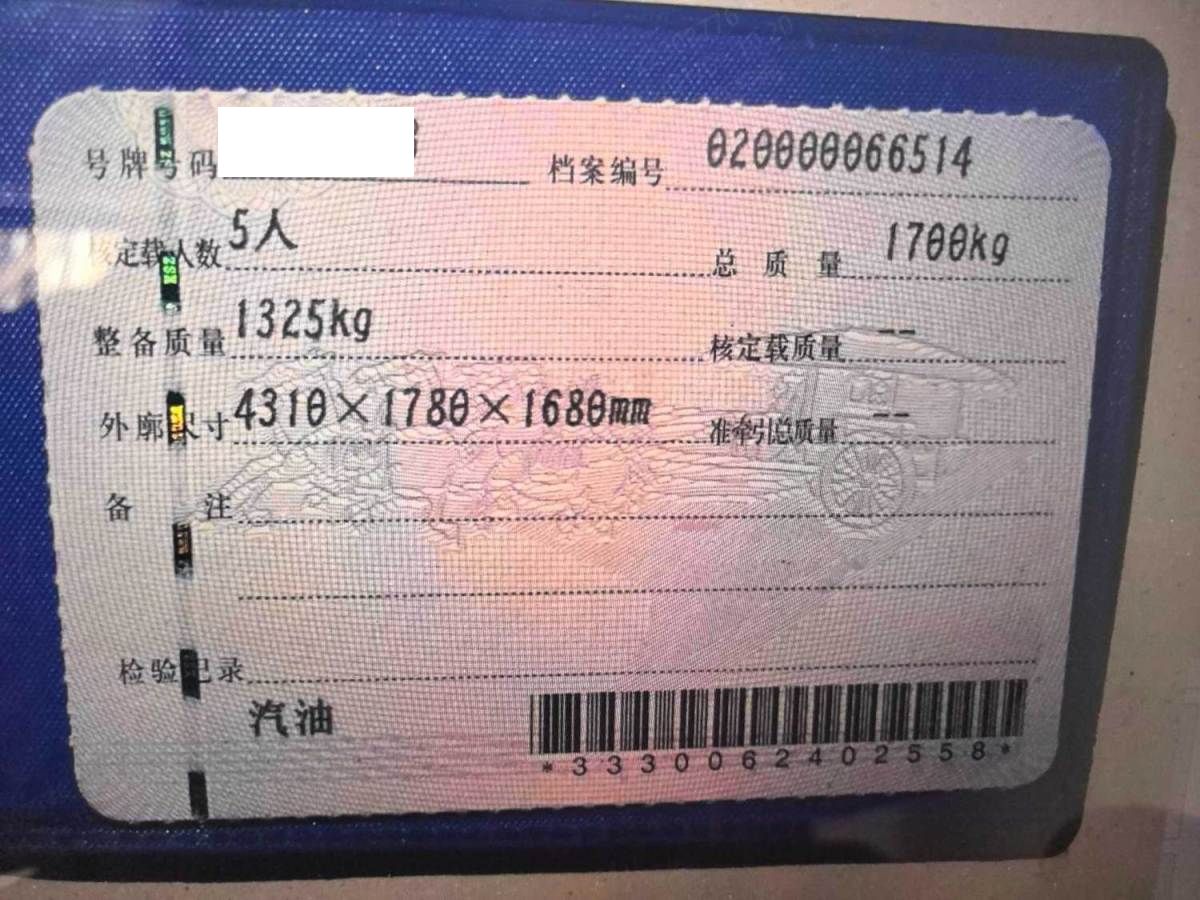 号牌号码 档案编号 020000066514
核定载人数 5人 总质量 1700kg
整备质量 1325kg 核定载质量 --
外廓尺寸 4310×1780×1680mm 准牵引总质量 --
备注
检验记录
汽油
*3330062402558*